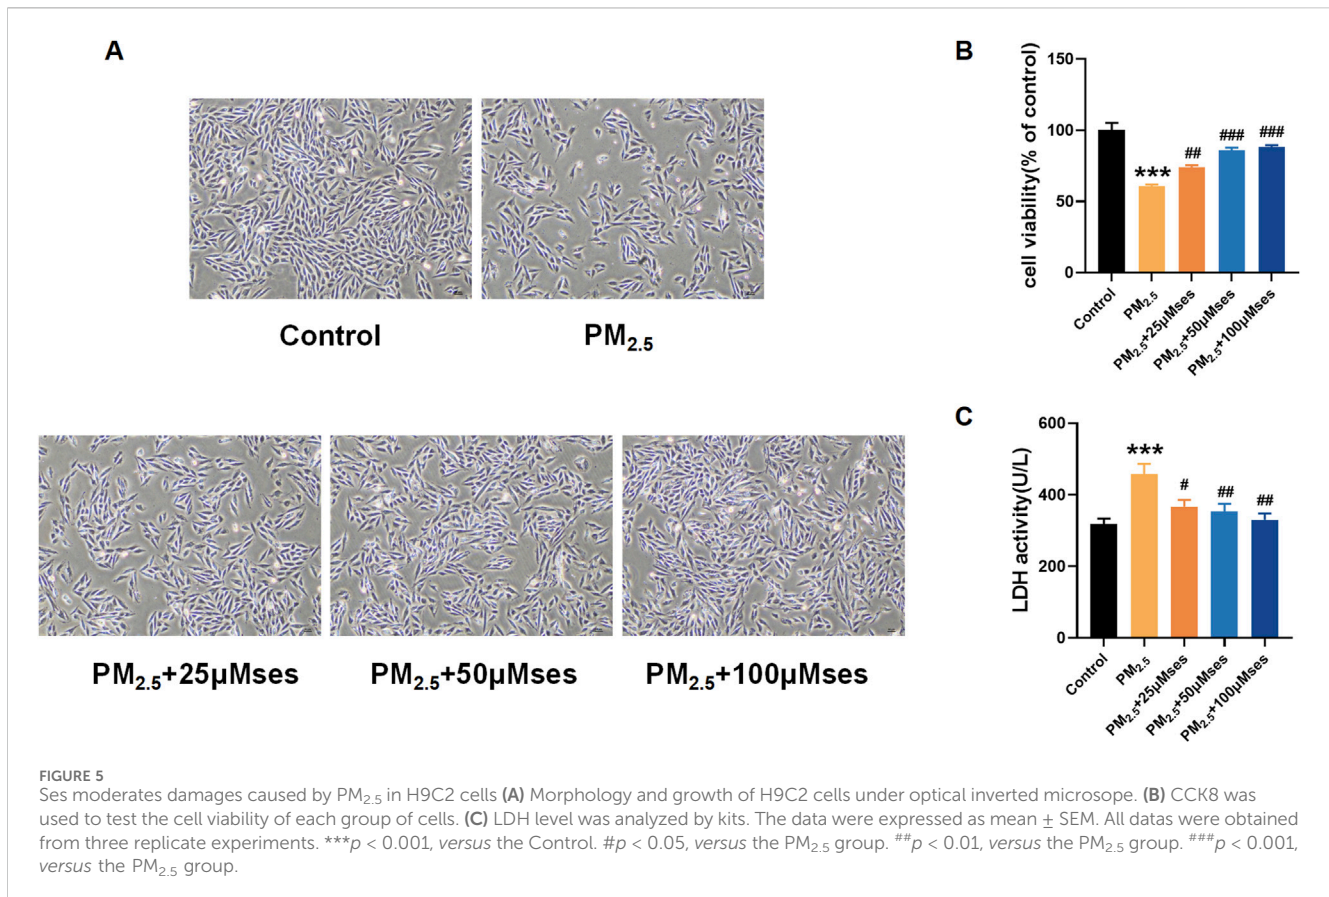 A
Control
PM2.5
PM2.5+25μMses
PM2.5+50μMses
PM2.5+100μMses
B
cell viability(% of control)
150
100
50
0
***
##
###
###
Control
PM2.5
PM2.5+25μMses
PM2.5+50μMses
PM2.5+100μMses
C
LDH activity(U/L)
600
400
200
0
***
#
##
##
Control
PM2.5
PM2.5+25μMses
PM2.5+50μMses
PM2.5+100μMses
FIGURE 5
Ses moderates damages caused by PM2.5 in H9C2 cells (A) Morphology and growth of H9C2 cells under optical inverted microsope. (B) CCK8 was
used to test the cell viability of each group of cells. (C) LDH level was analyzed by kits. The data were expressed as mean ± SEM. All datas were obtained
from three replicate experiments. ***p < 0.001, versus the Control. #p < 0.05, versus the PM2.5 group. ##p < 0.01, versus the PM2.5 group. ###p < 0.001,
versus the PM2.5 group.